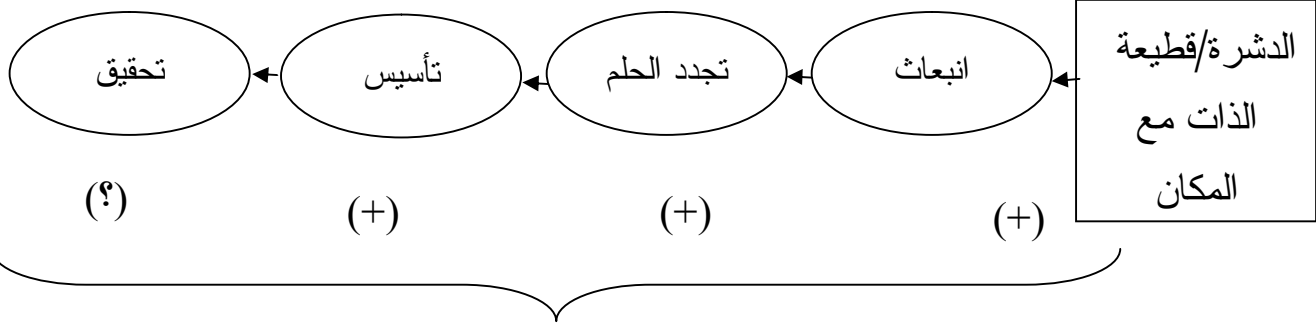 الدشرة/قطيعة
الذات مع
المكان
انبعاث
تجدد الحلم
تأسيس
تحقيق
(+)
(+)
(+)
(؟)